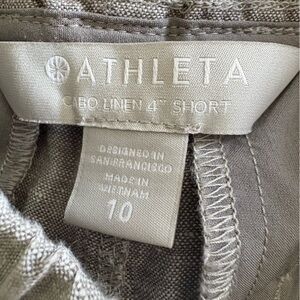 ATHLETA
CABO LINEN 4" SHORT
DESIGNED IN
SAN FRANCISCO
MADE IN
VIETNAM
10